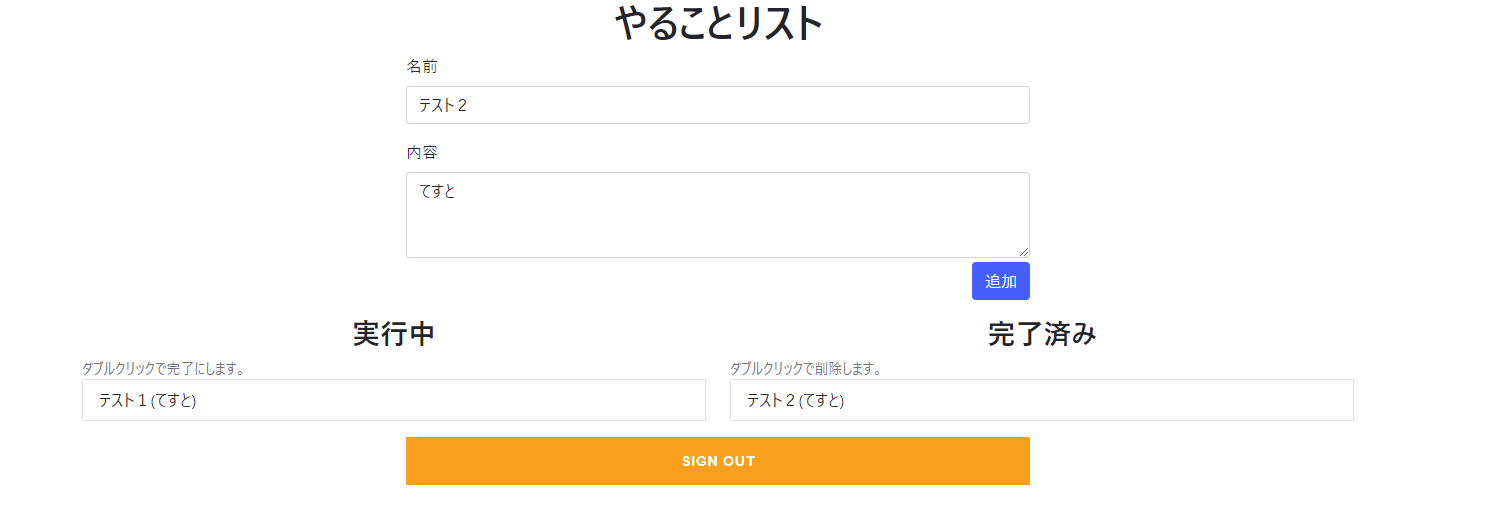 やることリスト
名前
テスト２
内容
てすと
追加
実行中
完了済み
ダブルクリックで完了にします。
ダブルクリックで削除します。
テスト１(てすと)
テスト２(てすと)
SIGN OUT